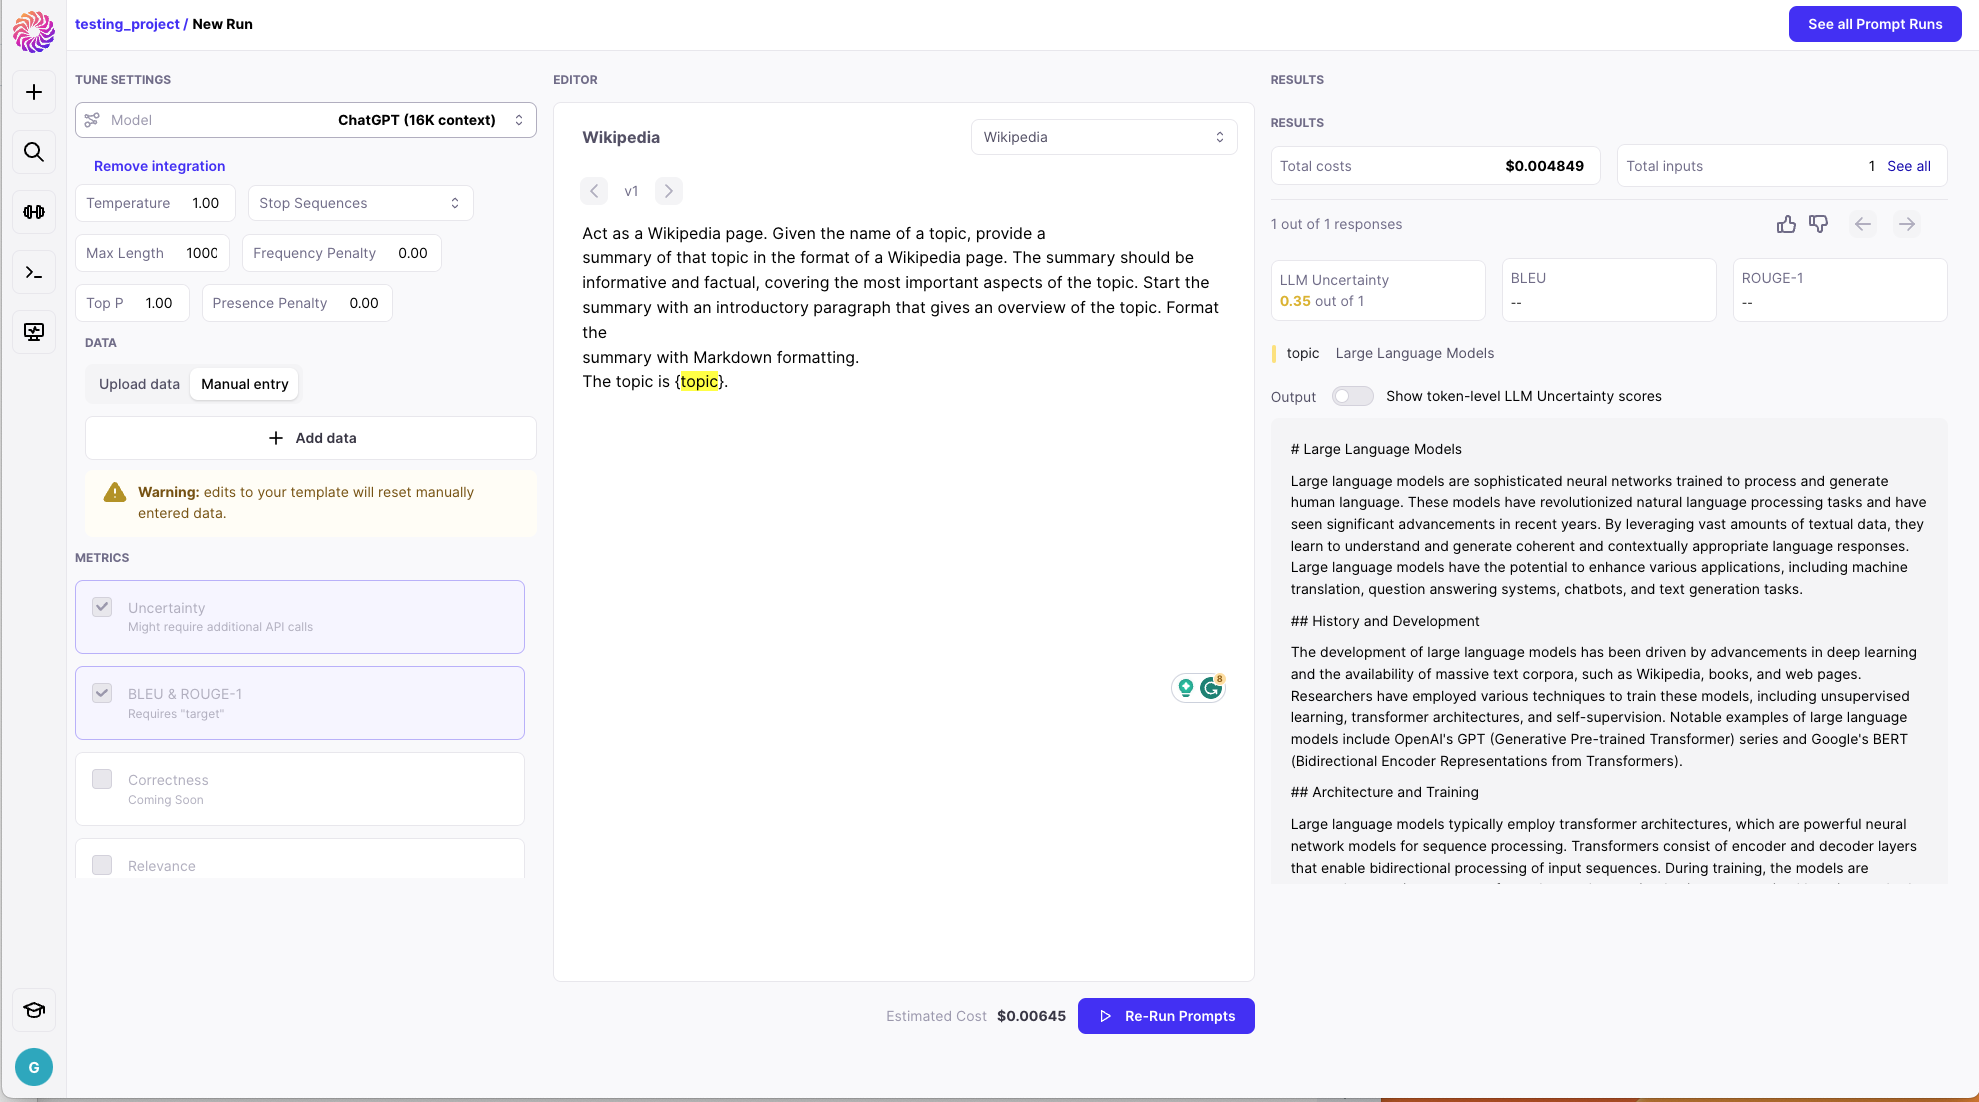 testing_project / New Run
See all Prompt Runs
TUNE SETTINGS
Model
ChatGPT (16K context)
Remove integration
Temperature 1.00
Stop Sequences
Max Length 1000
Frequency Penalty 0.00
Top P 1.00
Presence Penalty 0.00
DATA
Upload data
Manual entry
Add data
Warning: edits to your template will reset manually
entered data.
METRICS
Uncertainty
Might require additional API calls
BLEU & ROUGE-1
Requires "target"
Correctness
Coming Soon
Relevance
G
EDITOR
Wikipedia
Wikipedia
v1
Act as a Wikipedia page. Given the name of a topic, provide a
summary of that topic in the format of a Wikipedia page. The summary should be
informative and factual, covering the most important aspects of the topic. Start the
summary with an introductory paragraph that gives an overview of the topic. Format
the
summary with Markdown formatting.
The topic is {topic}.
8
Estimated Cost $0.00645
Re-Run Prompts
RESULTS
RESULTS
Total costs $0.004849
Total inputs 1 See all
1 out of 1 responses
LLM Uncertainty
0.35 out of 1
BLEU
--
ROUGE-1
--
topic Large Language Models
Output Show token-level LLM Uncertainty scores
# Large Language Models
Large language models are sophisticated neural networks trained to process and generate
human language. These models have revolutionized natural language processing tasks and have
seen significant advancements in recent years. By leveraging vast amounts of textual data, they
learn to understand and generate coherent and contextually appropriate language responses.
Large language models have the potential to enhance various applications, including machine
translation, question answering systems, chatbots, and text generation tasks.
## History and Development
The development of large language models has been driven by advancements in deep learning
and the availability of massive text corpora, such as Wikipedia, books, and web pages.
Researchers have employed various techniques to train these models, including unsupervised
learning, transformer architectures, and self-supervision. Notable examples of large language
models include OpenAI's GPT (Generative Pre-trained Transformer) series and Google's BERT
(Bidirectional Encoder Representations from Transformers).
## Architecture and Training
Large language models typically employ transformer architectures, which are powerful neural
network models for sequence processing. Transformers consist of encoder and decoder layers
that enable bidirectional processing of input sequences. During training, the models are